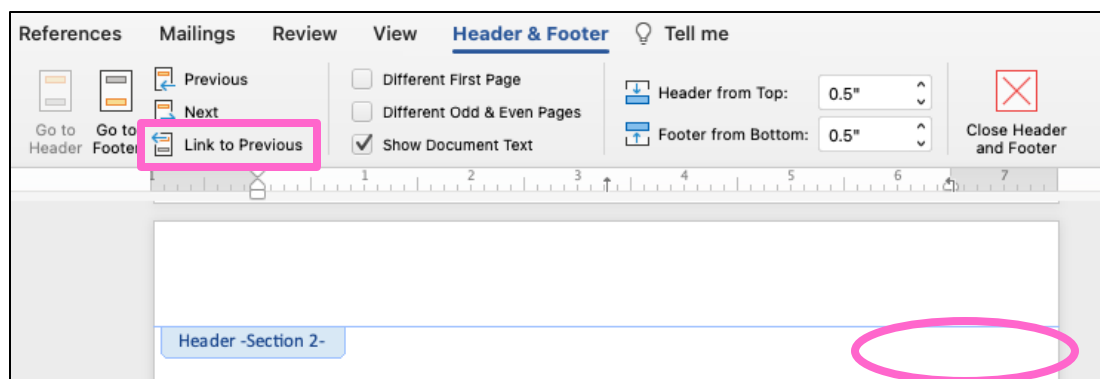 References Mailings Review View Header & Footer Tell me
Previous
Next
Link to Previous
Go to Header
Go to Footer
Different First Page
Different Odd & Even Pages
Show Document Text
Header from Top: 0.5"
Footer from Bottom: 0.5"
Close Header
and Footer
1 1 2 3 4 5 6 7
Header -Section 2-